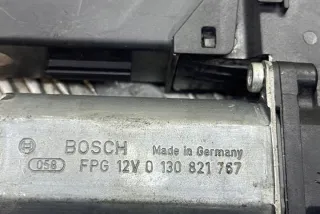 BOSCH Made in Germany
058 FPG 12V 0 130 821 767